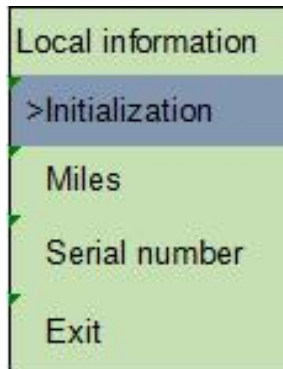 Local information
>Initialization
Miles
Serial number
Exit